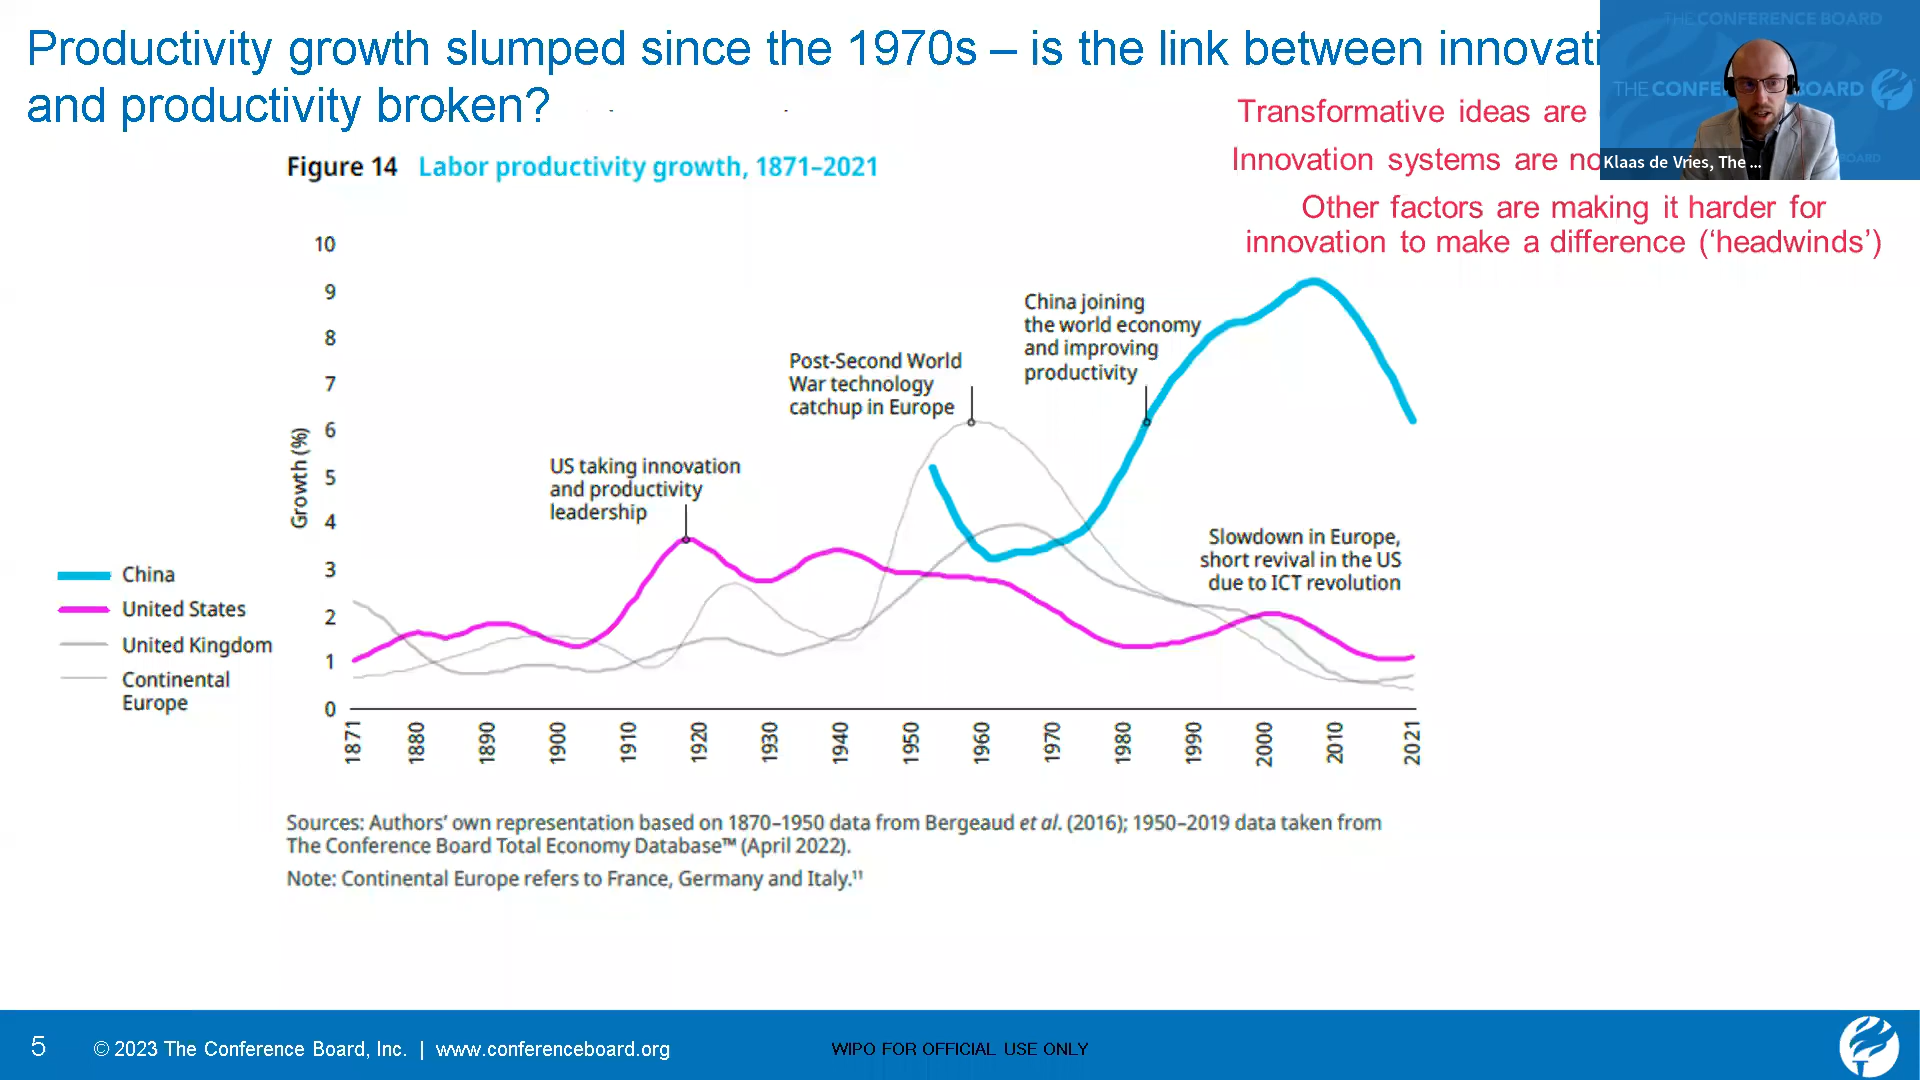 Productivity growth slumped since the 1970s – is the link between innovati
and productivity broken?
THE CONFERENCE BOARD
THE CONFE BOARD
Klaas de Vries, The ...
Transformative ideas are
Innovation systems are no
Other factors are making it harder for
innovation to make a difference (‘headwinds’)
Figure 14 Labor productivity growth, 1871–2021
Growth (%)
10
9
8
7
6
5
4
3
2
1
0
China joining
the world economy
and improving
productivity
Post-Second World
War technology
catchup in Europe
US taking innovation
and productivity
leadership
Slowdown in Europe,
short revival in the US
due to ICT revolution
China
United States
United Kingdom
Continental
Europe
1871 1880 1890 1900 1910 1920 1930 1940 1950 1960 1970 1980 1990 2000 2010 2021
Sources: Authors’ own representation based on 1870–1950 data from Bergeaud et al. (2016); 1950–2019 data taken from
The Conference Board Total Economy Database™ (April 2022).
Note: Continental Europe refers to France, Germany and Italy.¹¹
5 © 2023 The Conference Board, Inc. | www.conferenceboard.org WIPO FOR OFFICIAL USE ONLY